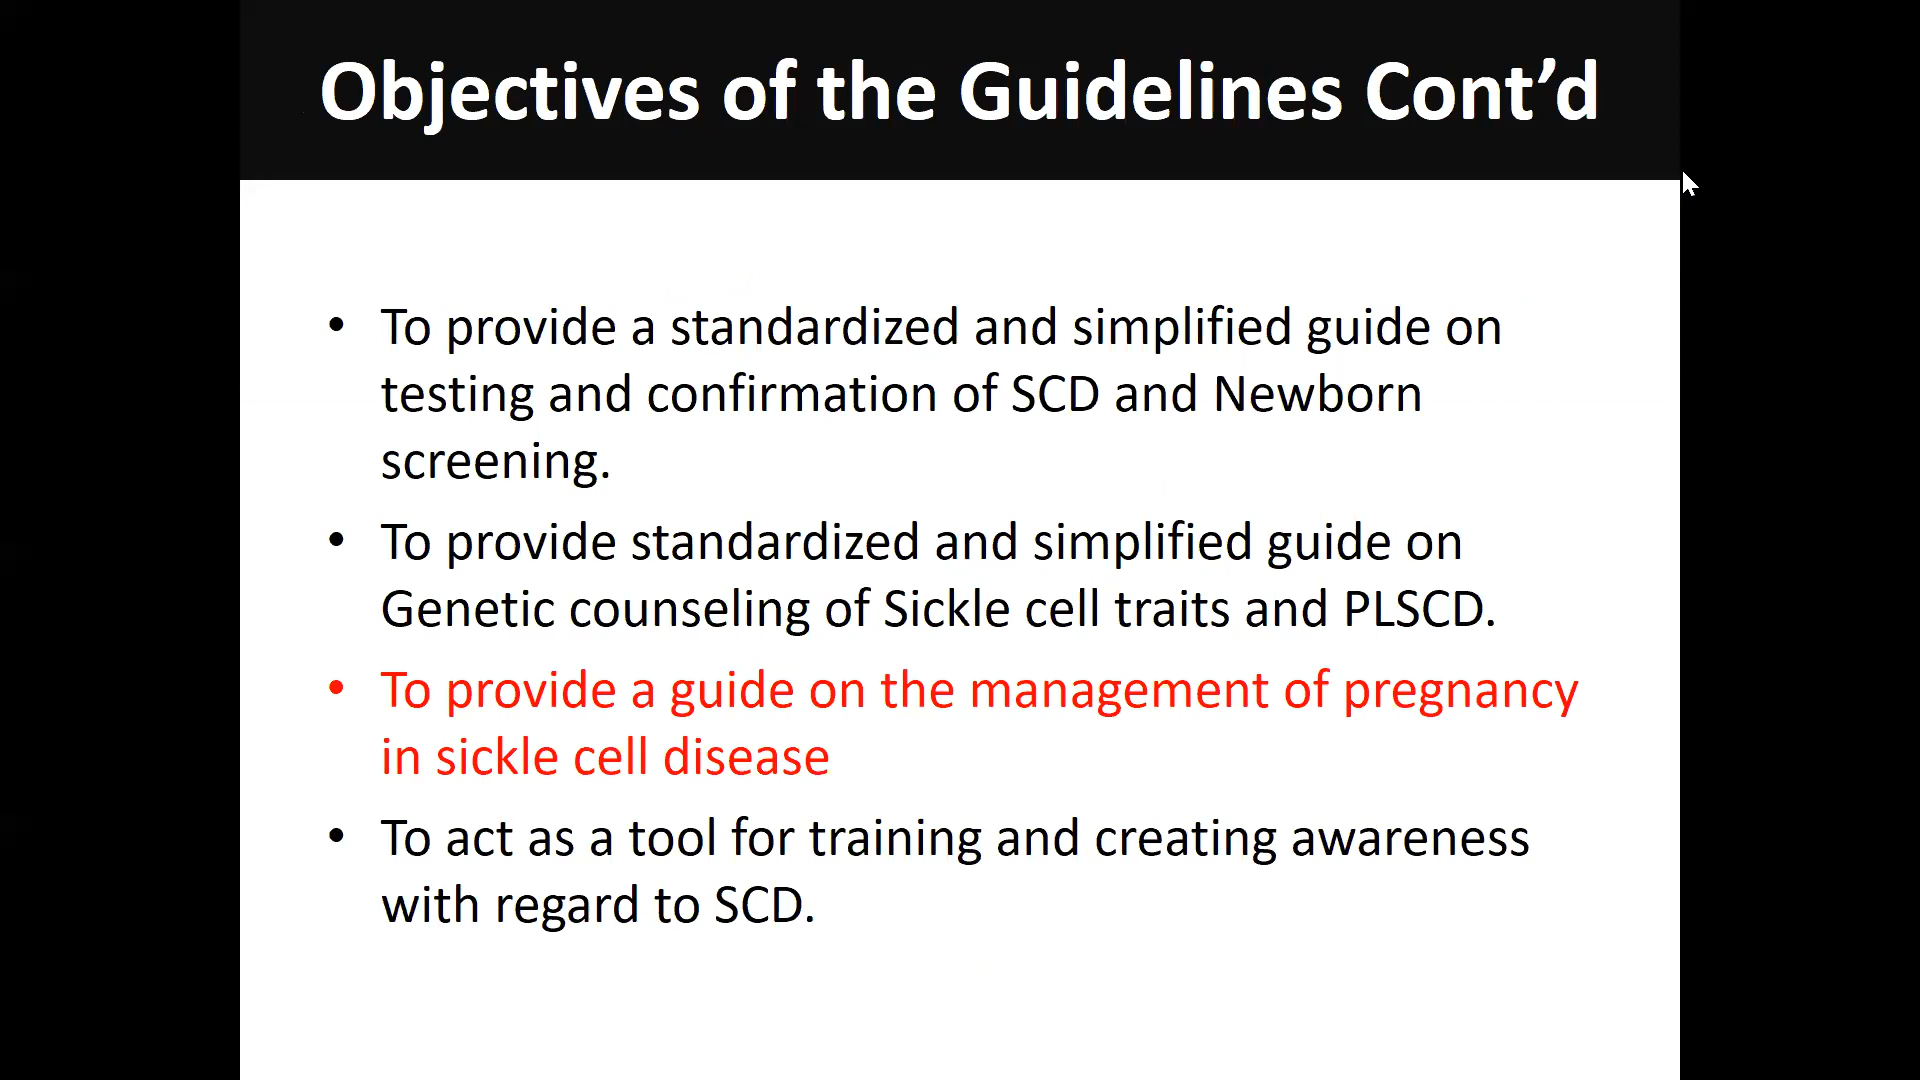 Objectives of the Guidelines Cont’d
• To provide a standardized and simplified guide on
testing and confirmation of SCD and Newborn
screening.
• To provide standardized and simplified guide on
Genetic counseling of Sickle cell traits and PLSCD.
• To provide a guide on the management of pregnancy
in sickle cell disease
• To act as a tool for training and creating awareness
with regard to SCD.